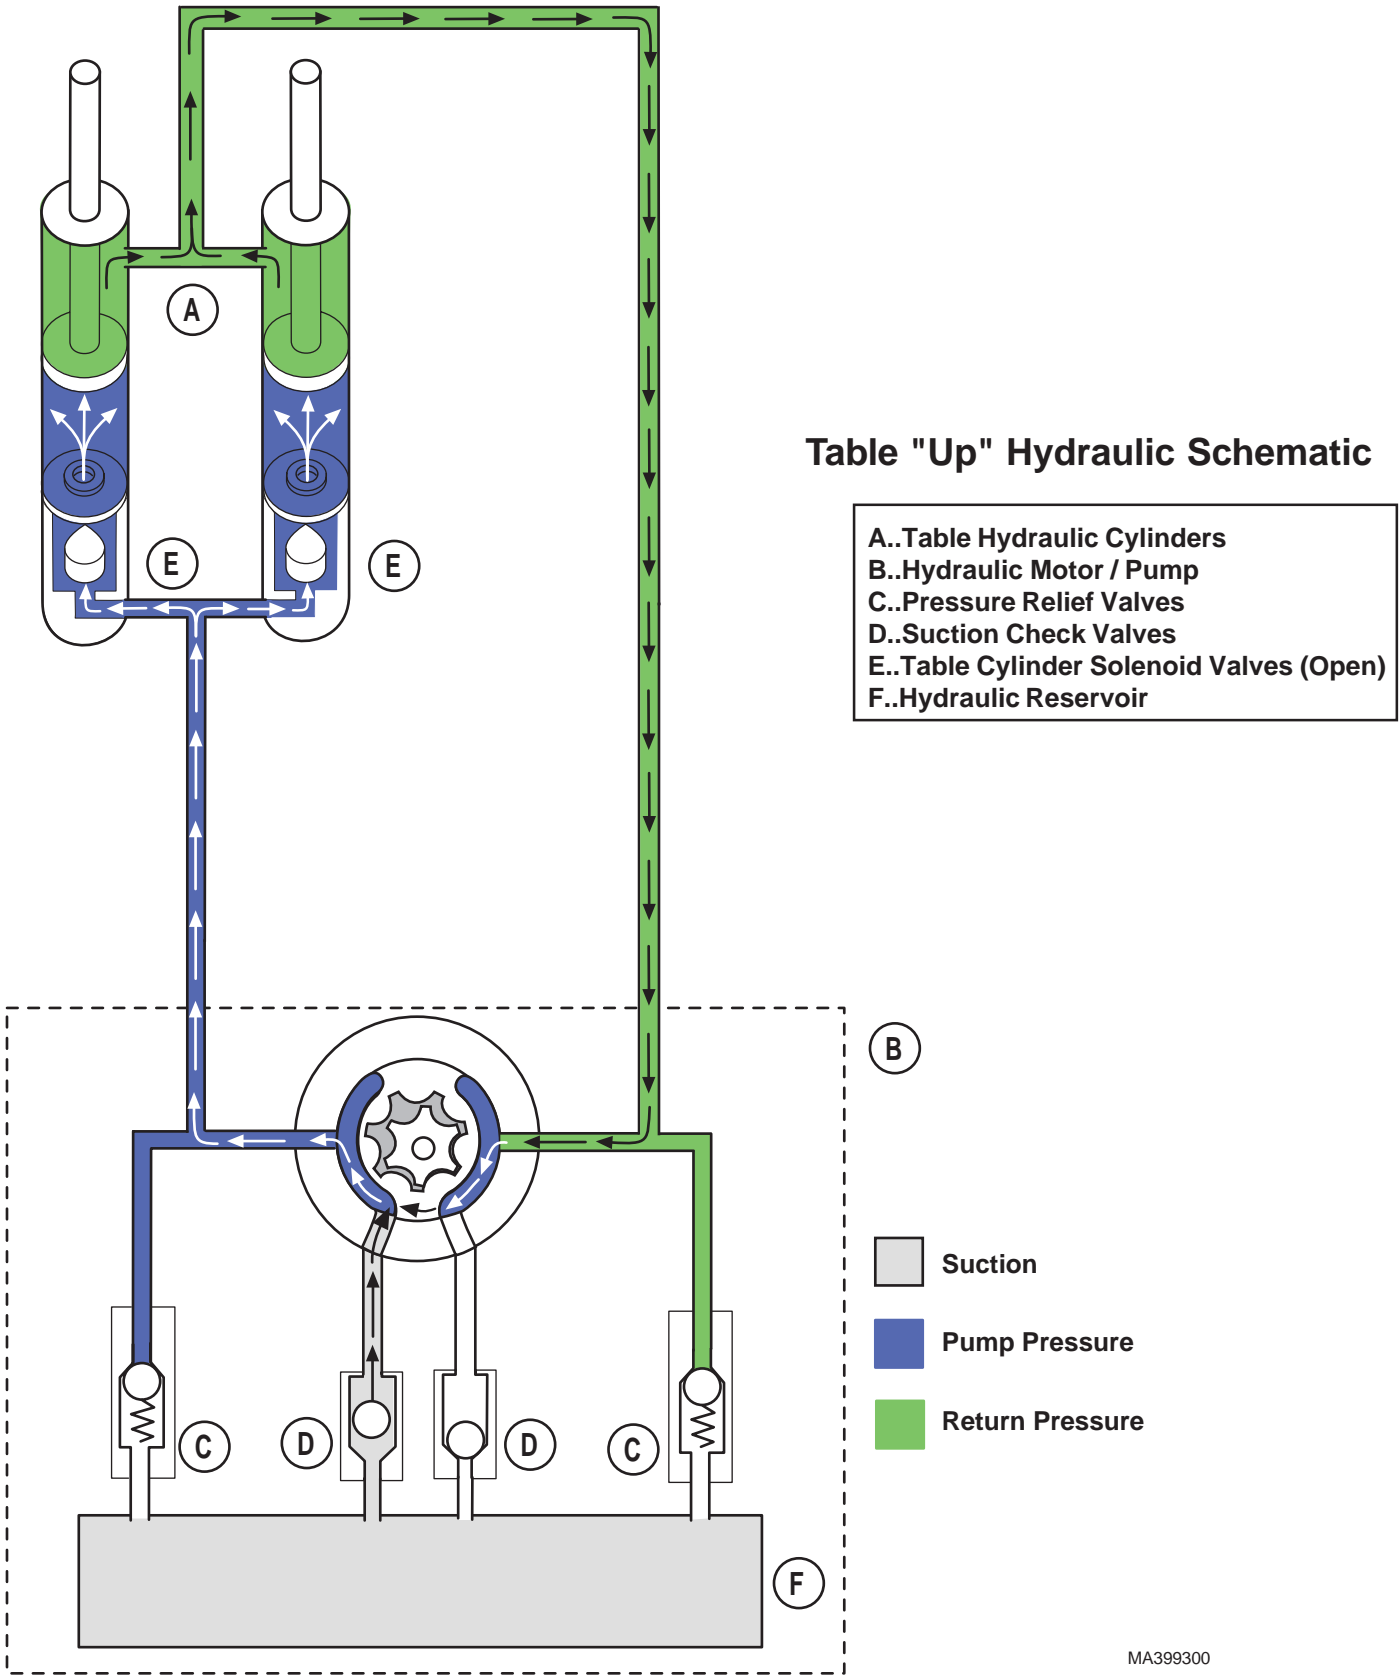 A
E
E
Table "Up" Hydraulic Schematic
A..Table Hydraulic Cylinders
B..Hydraulic Motor / Pump
C..Pressure Relief Valves
D..Suction Check Valves
E..Table Cylinder Solenoid Valves (Open)
F..Hydraulic Reservoir
B
Suction
Pump Pressure
Return Pressure
C
D
D
C
F
MA399300